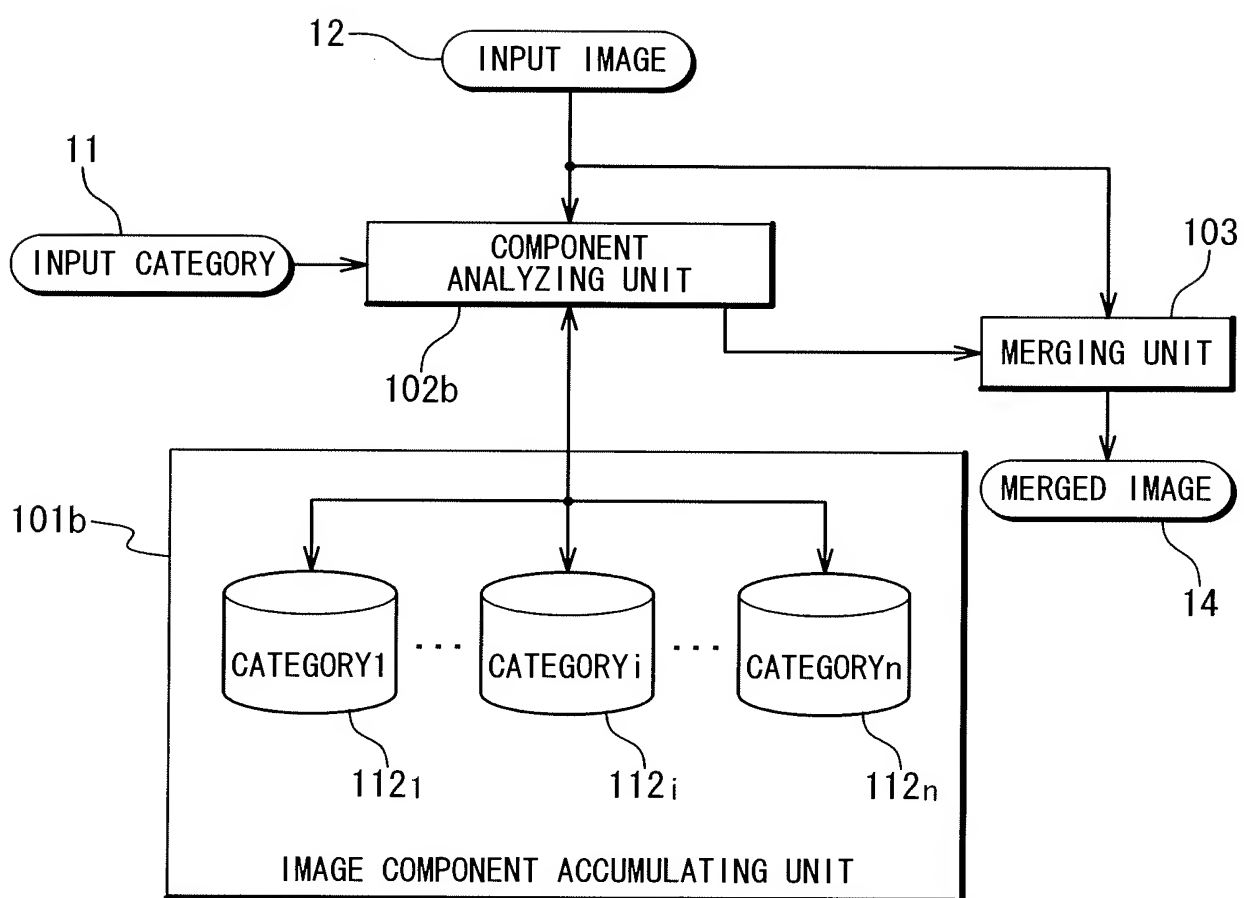 12
INPUT IMAGE
11
INPUT CATEGORY
COMPONENT
ANALYZING UNIT
103
102b
MERGING UNIT
101b
MERGED IMAGE
14
CATEGORY1
...
CATEGORYi
...
CATEGORYn
112₁
112ᵢ
112ₙ
IMAGE COMPONENT ACCUMULATING UNIT